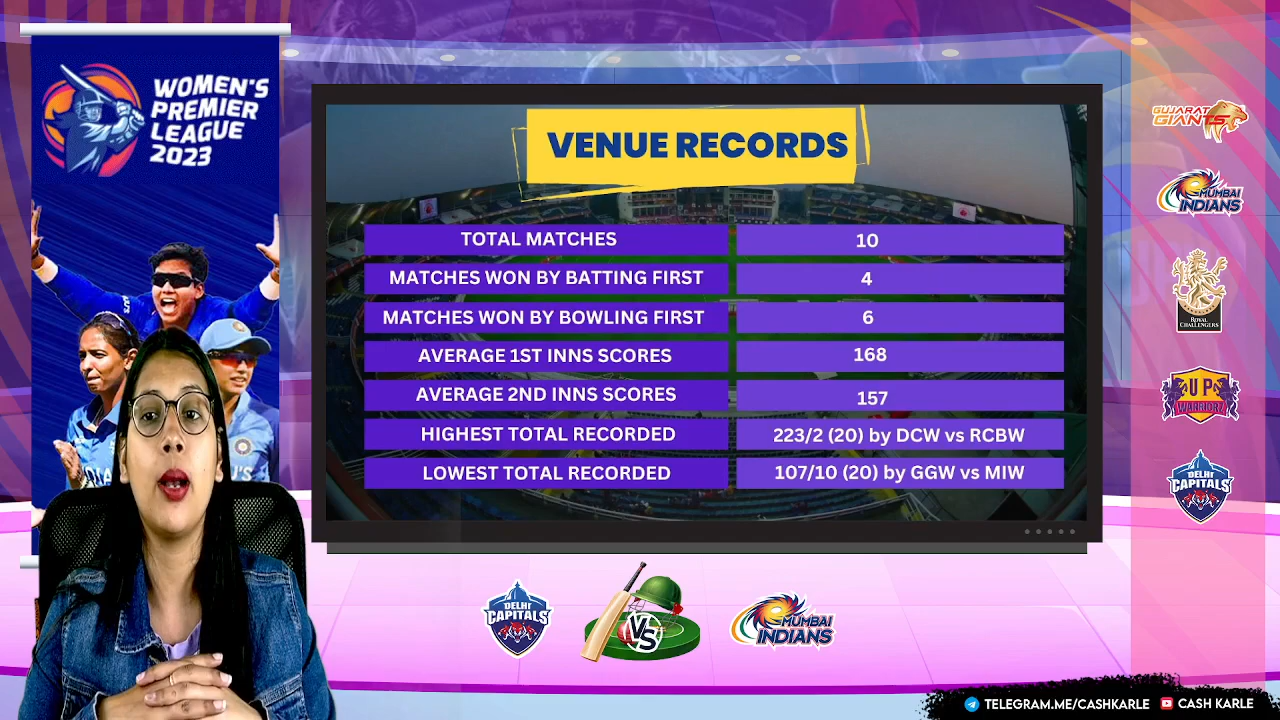 WOMEN'S
PREMIER
LEAGUE
2023
VENUE RECORDS
TOTAL MATCHES 10
MATCHES WON BY BATTING FIRST 4
MATCHES WON BY BOWLING FIRST 6
AVERAGE 1ST INNS SCORES 168
AVERAGE 2ND INNS SCORES 157
HIGHEST TOTAL RECORDED 223/2 (20) by DCW vs RCBW
LOWEST TOTAL RECORDED 107/10 (20) by GGW vs MIW
GUJARAT
GIANTS
MUMBAI
INDIANS
ROYAL
CHALLENGERS
UP
WARRIORZ
DELHI
CAPITALS
DELHI
CAPITALS
VS
MUMBAI
INDIANS
TELEGRAM.ME/CASHKARLE CASH KARLE